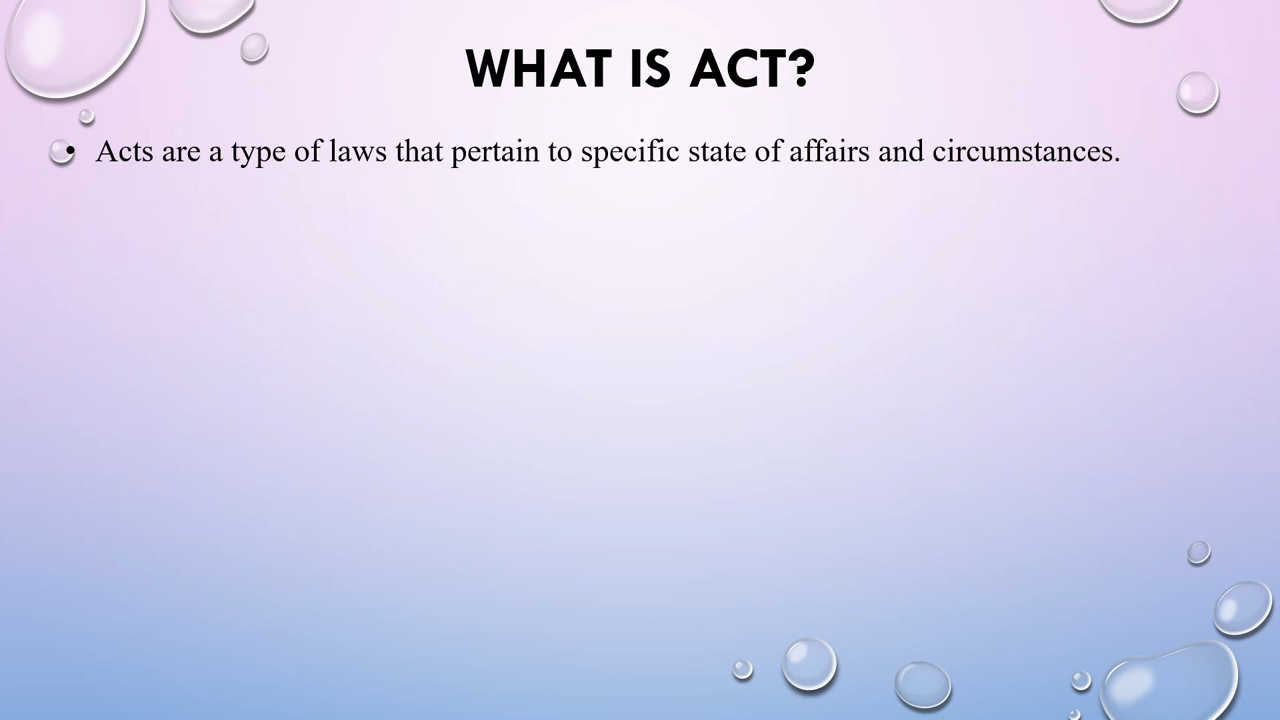 WHAT IS ACT?
• Acts are a type of laws that pertain to specific state of affairs and circumstances.